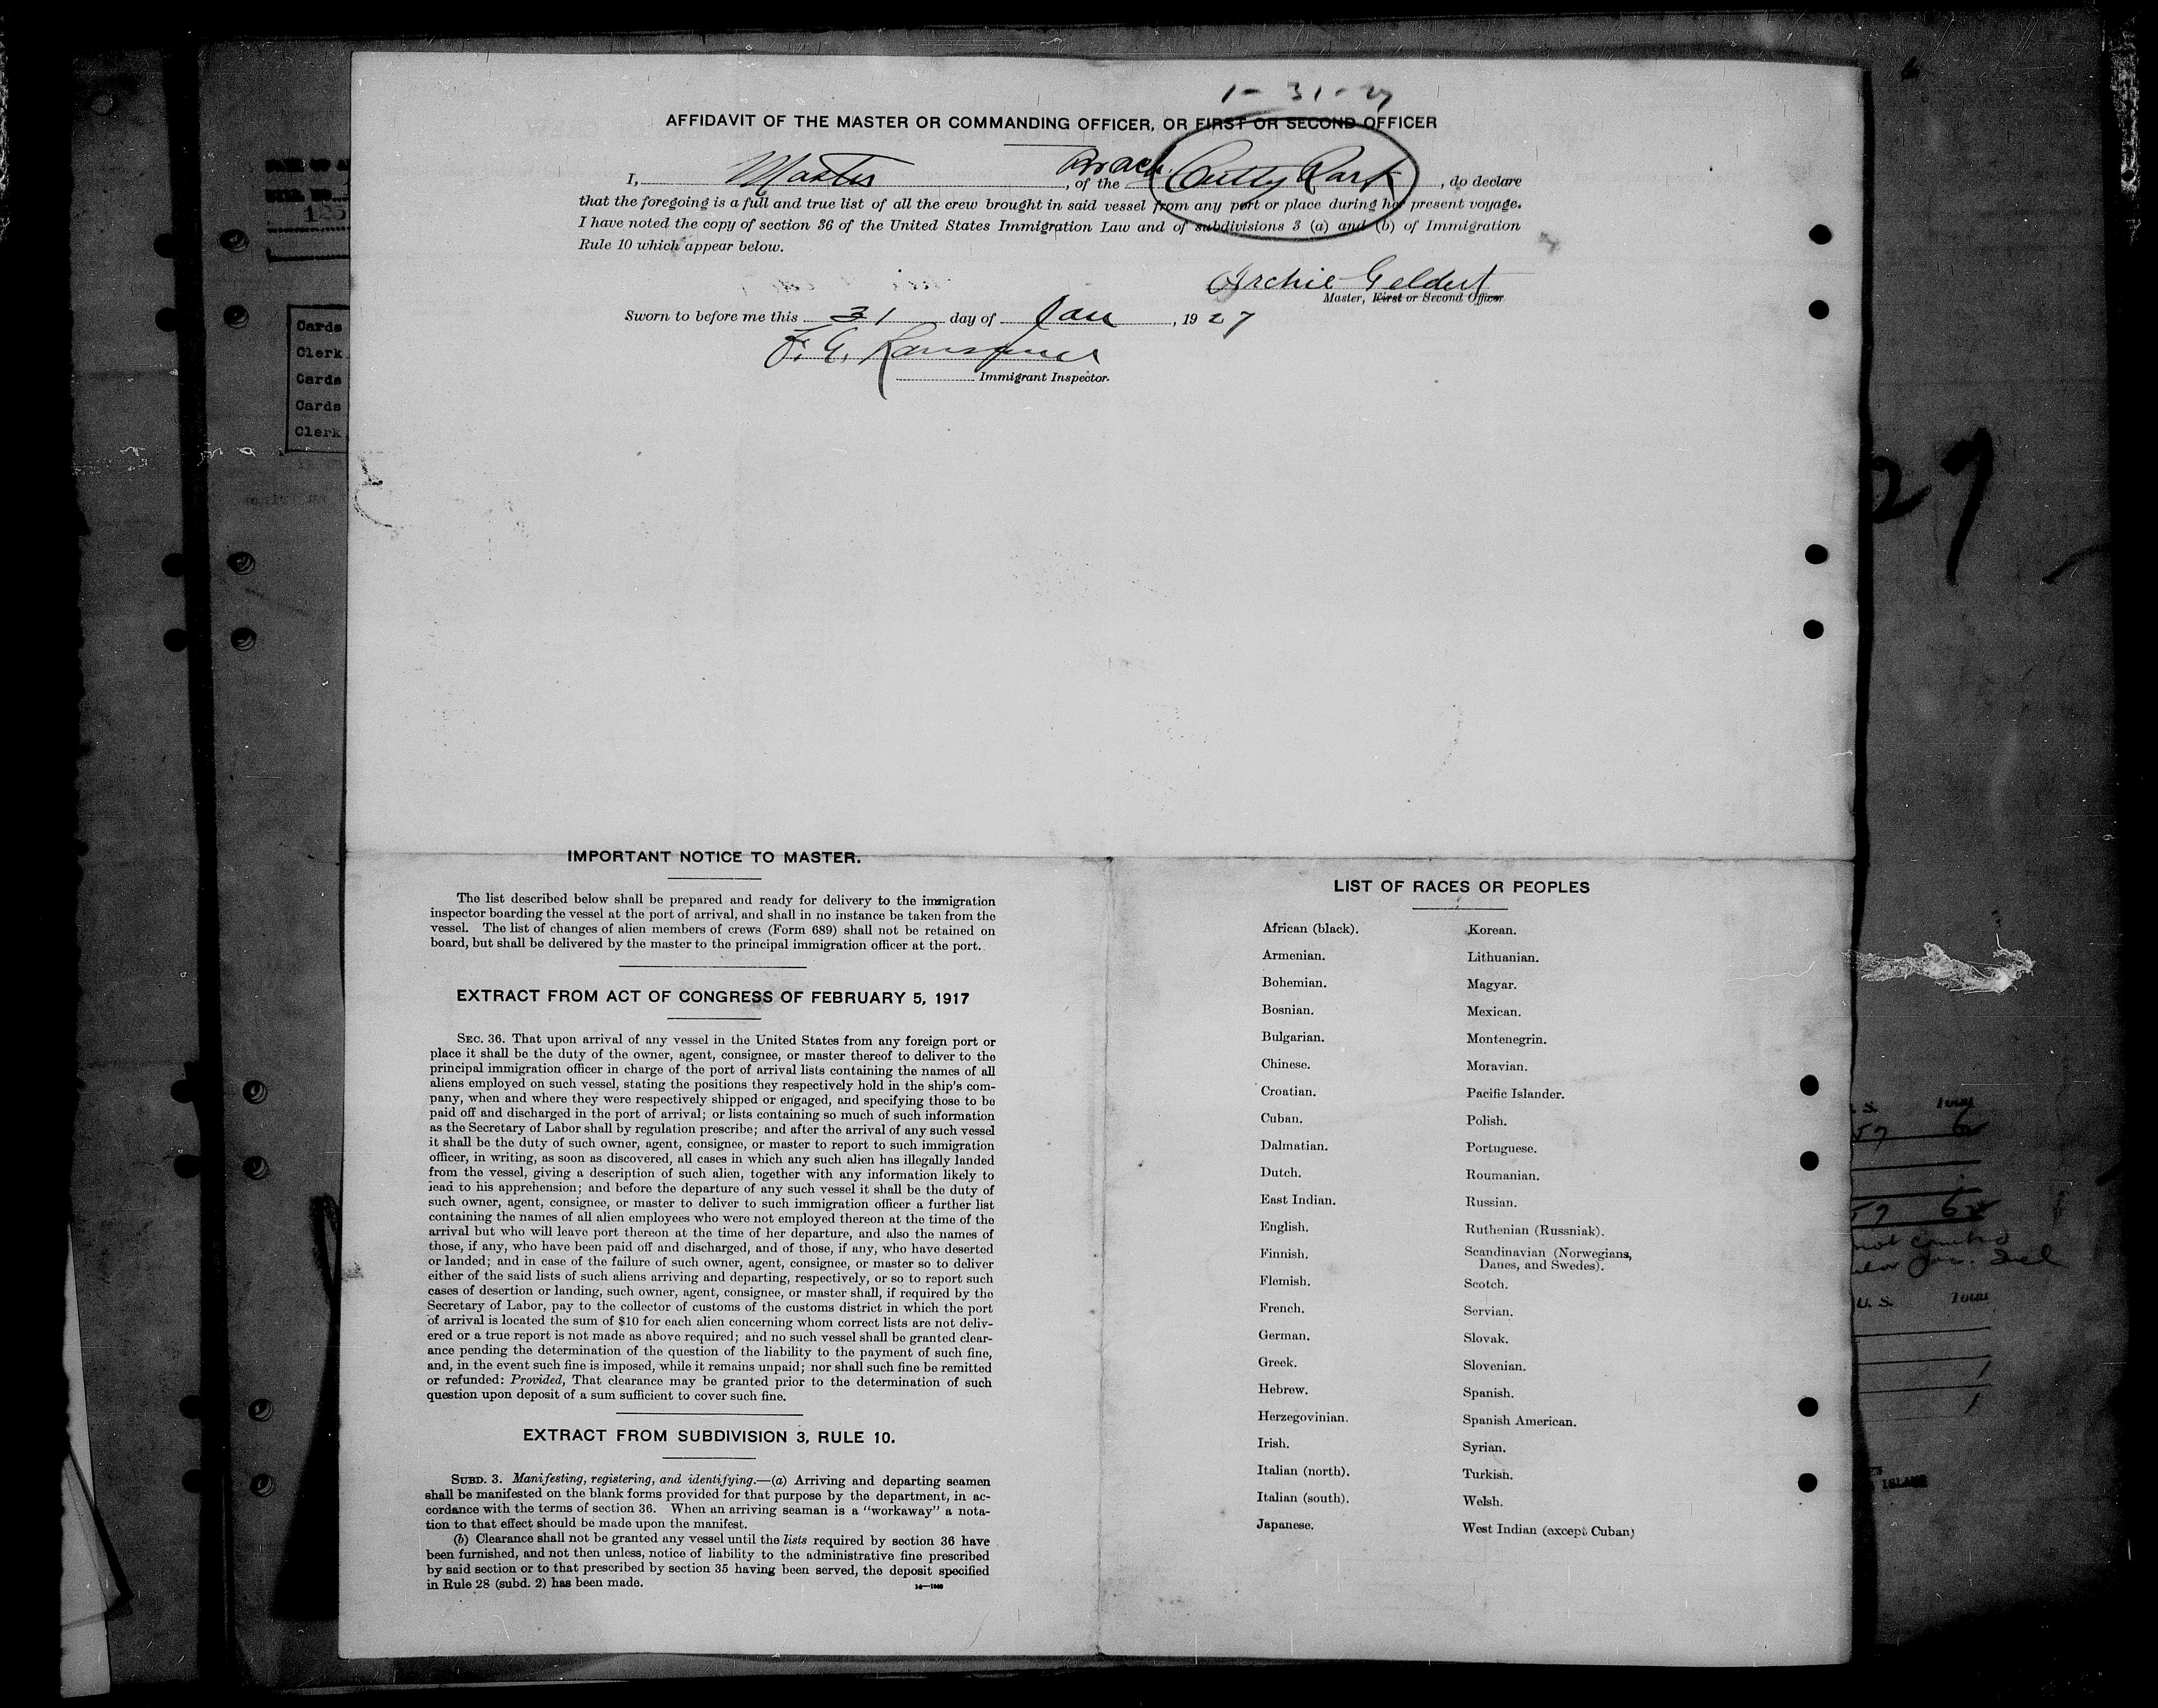 1-31-27
AFFIDAVIT OF THE MASTER OR COMMANDING OFFICER, OR FIRST OR SECOND OFFICER
I, Master, of the Cutty Sark, do declare
that the foregoing is a full and true list of all the crew brought in said vessel from any port or place during her present voyage.
I have noted the copy of section 36 of the United States Immigration Law and of subdivisions 3 (a) and (b) of Immigration
Rule 10 which appear below.
Archie Geldert
Master, First or Second Officer
Sworn to before me this 31 day of Jan, 1927
F. G.
Immigrant Inspector.
125
Cards
Clerk
Cards
Cards
Clerk
27
IMPORTANT NOTICE TO MASTER.
The list described below shall be prepared and ready for delivery to the immigration
inspector boarding the vessel at the port of arrival, and shall in no instance be taken from the
vessel. The list of changes of alien members of crews (Form 689) shall not be retained on
board, but shall be delivered by the master to the principal immigration officer at the port.
EXTRACT FROM ACT OF CONGRESS OF FEBRUARY 5, 1917
SEC. 36. That upon arrival of any vessel in the United States from any foreign port or
place it shall be the duty of the owner, agent, consignee, or master thereof to deliver to the
principal immigration officer in charge of the port of arrival lists containing the names of all
aliens employed on such vessel, stating the positions they respectively hold in the ship's com-
pany, when and where they were respectively shipped or engaged, and specifying those to be
paid off and discharged in the port of arrival; or lists containing so much of such information
as the Secretary of Labor shall by regulation prescribe; and after the arrival of any such vessel
it shall be the duty of such owner, agent, consignee, or master to report to such immigration
officer, in writing, as soon as discovered, all cases in which any such alien has illegally landed
from the vessel, giving a description of such alien, together with any information likely to
lead to his apprehension; and before the departure of any such vessel it shall be the duty of
such owner, agent, consignee, or master to deliver to such immigration officer a further list
containing the names of all alien employees who were not employed thereon at the time of the
arrival but who will leave port thereon at the time of her departure, and also the names of
those, if any, who have been paid off and discharged, and of those, if any, who have deserted
or landed; and in case of the failure of such owner, agent, consignee, or master so to deliver
either of the said lists of such aliens arriving and departing, respectively, or so to report such
cases of desertion or landing, such owner, agent, consignee, or master shall, if required by the
Secretary of Labor, pay to the collector of customs of the customs district in which the port
of arrival is located the sum of $10 for each alien concerning whom correct lists are not deliv-
ered or a true report is not made as above required; and no such vessel shall be granted clear-
ance pending the determination of the question of the liability to the payment of such fine,
and, in the event such fine is imposed, while it remains unpaid; nor shall such fine be remitted
or refunded: Provided, That clearance may be granted prior to the determination of such
question upon deposit of a sum sufficient to cover such fine.
EXTRACT FROM SUBDIVISION 3, RULE 10.
SUBD. 3. Manifesting, registering, and identifying.—(a) Arriving and departing seamen
shall be manifested on the blank forms provided for that purpose by the department, in ac-
cordance with the terms of section 36. When an arriving seaman is a "workaway" a nota-
tion to that effect should be made upon the manifest.
(b) Clearance shall not be granted any vessel until the lists required by section 36 have
been furnished, and not then unless, notice of liability to the administrative fine prescribed
by said section or to that prescribed by section 35 having been served, the deposit specified
in Rule 28 (subd. 2) has been made.
LIST OF RACES OR PEOPLES
African (black). Korean.
Armenian. Lithuanian.
Bohemian. Magyar.
Bosnian. Mexican.
Bulgarian. Montenegrin.
Chinese. Moravian.
Croatian. Pacific Islander.
Cuban. Polish.
Dalmatian. Portuguese.
Dutch. Roumanian.
East Indian. Russian.
English. Ruthenian (Russniak).
Finnish. Scandinavian (Norwegians,
Danes, and Swedes).
Flemish. Scotch.
French. Servian.
German. Slovak.
Greek. Slovenian.
Hebrew. Spanish.
Herzegovinian. Spanish American.
Irish. Syrian.
Italian (north). Turkish.
Italian (south). Welsh.
Japanese. West Indian (except Cuban)